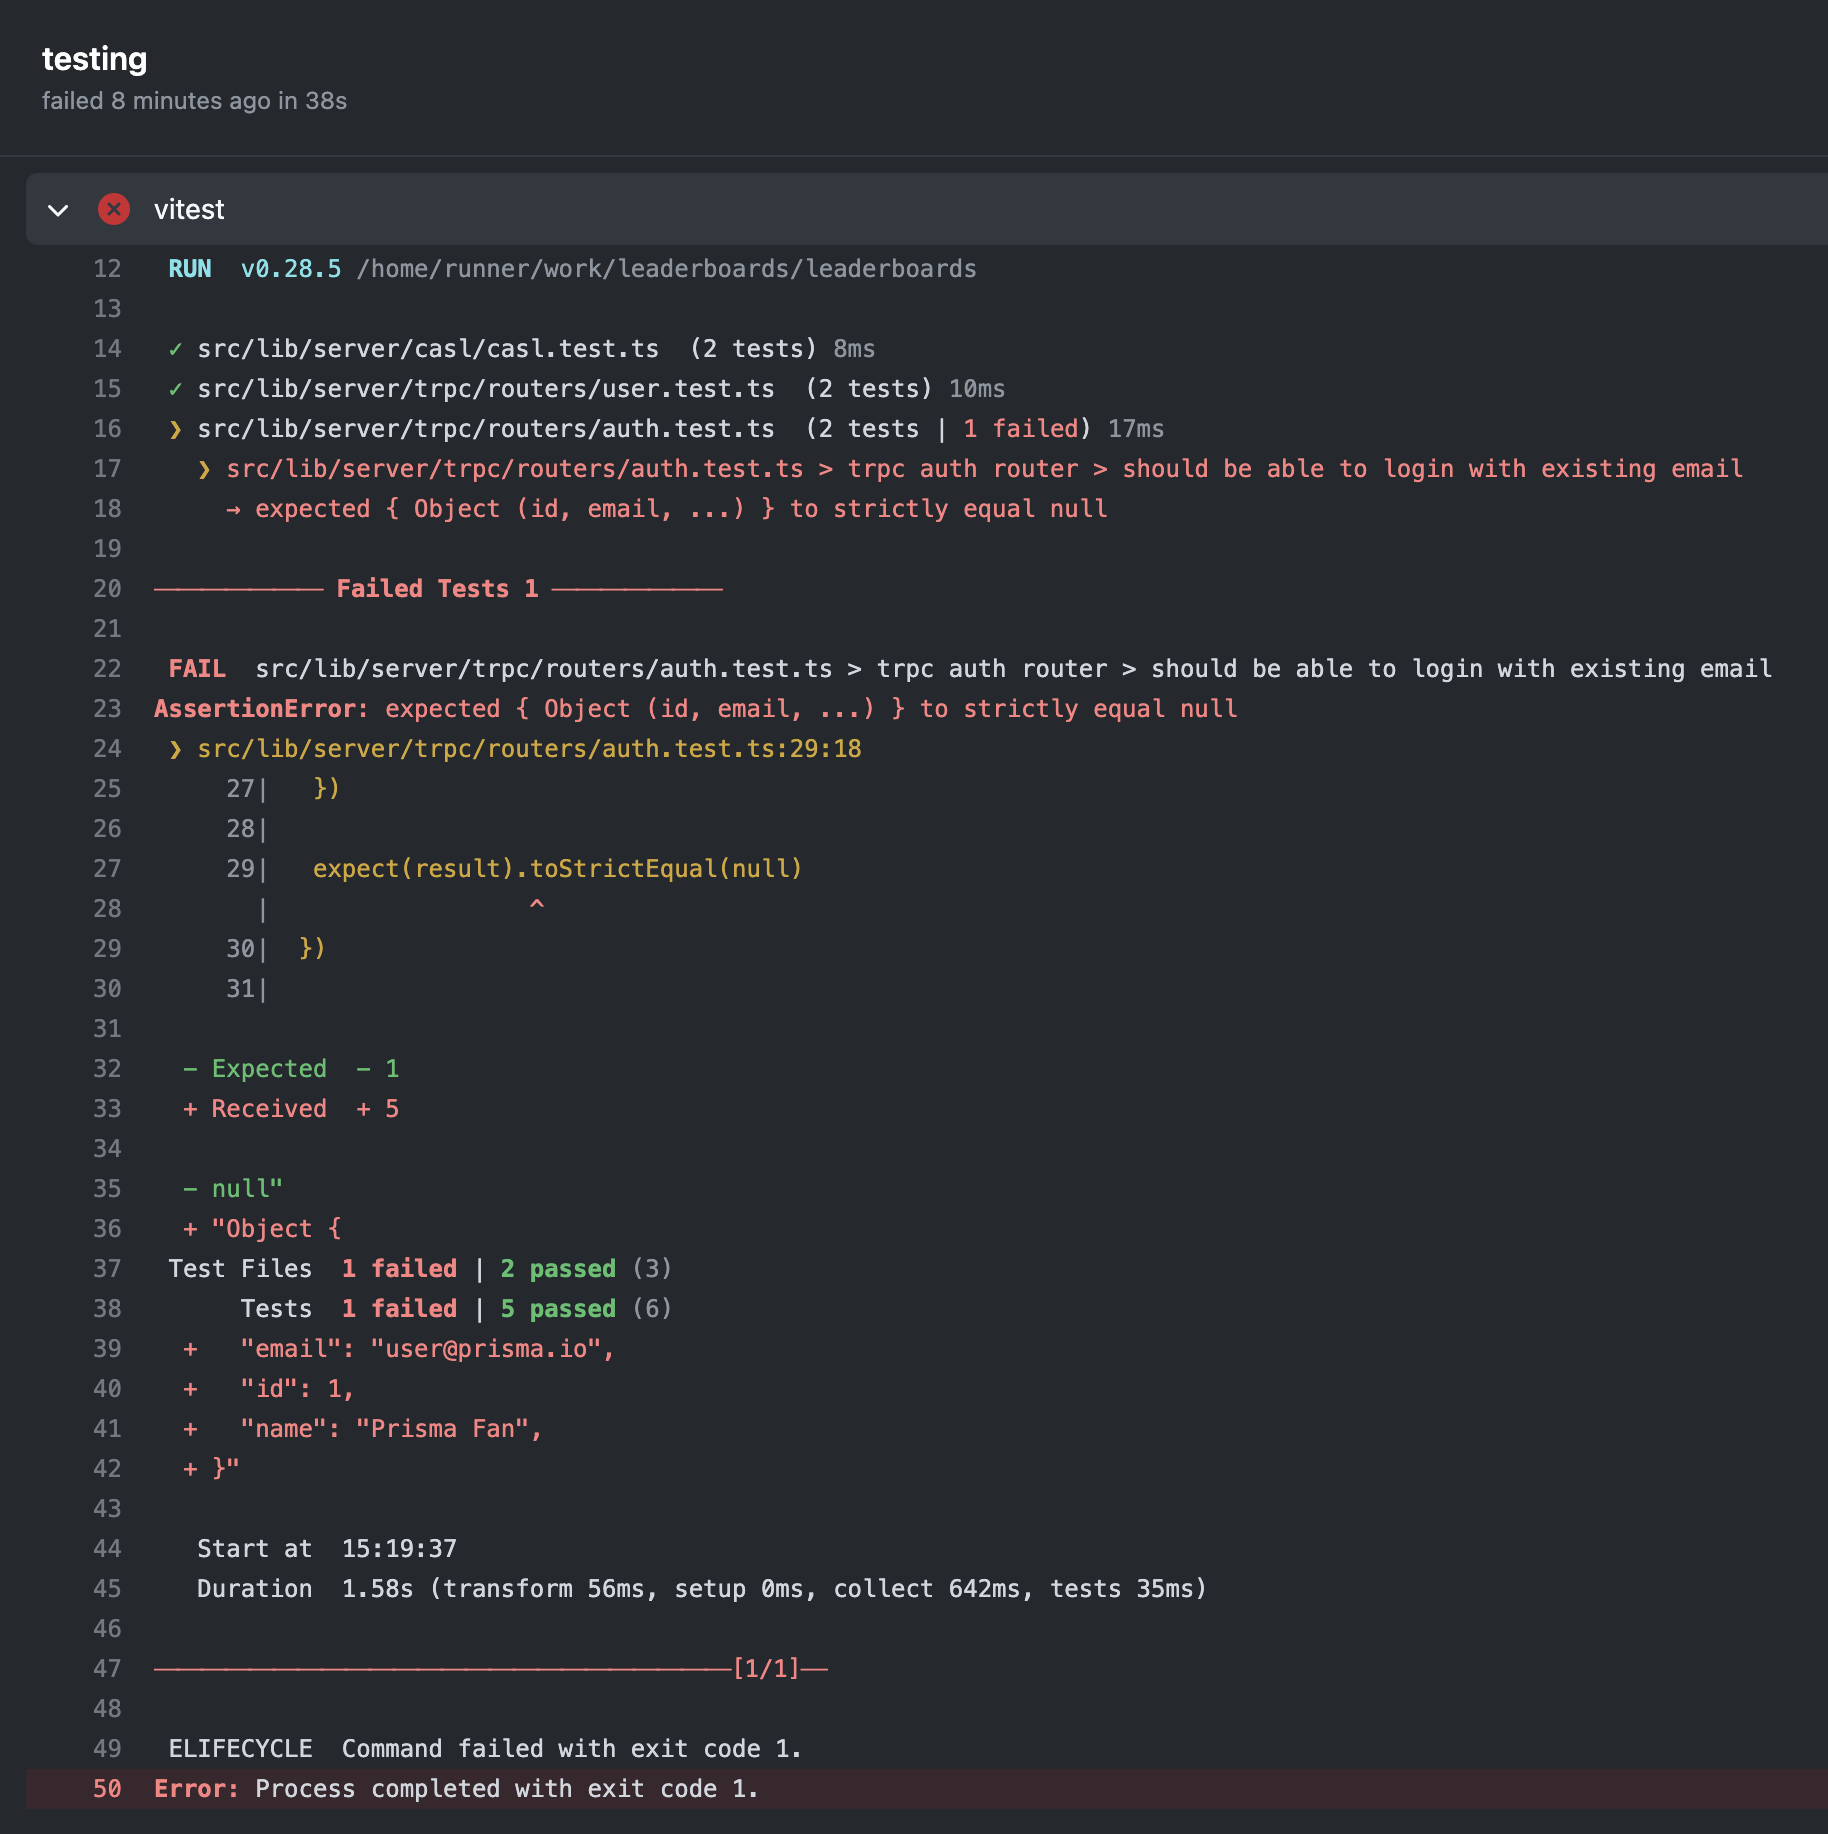 testing
failed 8 minutes ago in 38s
vitest
12 RUN v0.28.5 /home/runner/work/leaderboards/leaderboards
13
14 ✓ src/lib/server/casl/casl.test.ts (2 tests) 8ms
15 ✓ src/lib/server/trpc/routers/user.test.ts (2 tests) 10ms
16 ❯ src/lib/server/trpc/routers/auth.test.ts (2 tests | 1 failed) 17ms
17 ❯ src/lib/server/trpc/routers/auth.test.ts > trpc auth router > should be able to login with existing email
18 → expected { Object (id, email, ...) } to strictly equal null
19
20 ⎯⎯⎯⎯⎯⎯⎯ Failed Tests 1 ⎯⎯⎯⎯⎯⎯⎯
21
22 FAIL src/lib/server/trpc/routers/auth.test.ts > trpc auth router > should be able to login with existing email
23 AssertionError: expected { Object (id, email, ...) } to strictly equal null
24 ❯ src/lib/server/trpc/routers/auth.test.ts:29:18
25 27| })
26 28|
27 29| expect(result).toStrictEqual(null)
28 | ^
29 30| })
30 31|
31
32 - Expected - 1
33 + Received + 5
34
35 - null"
36 + "Object {
37 Test Files 1 failed | 2 passed (3)
38 Tests 1 failed | 5 passed (6)
39 + "email": "user@prisma.io",
40 + "id": 1,
41 + "name": "Prisma Fan",
42 + }"
43
44 Start at 15:19:37
45 Duration 1.58s (transform 56ms, setup 0ms, collect 642ms, tests 35ms)
46
47 ⎯⎯⎯⎯⎯⎯⎯⎯⎯⎯⎯⎯⎯⎯⎯⎯⎯⎯⎯⎯⎯⎯⎯⎯[1/1]⎯
48
49 ELIFECYCLE Command failed with exit code 1.
50 Error: Process completed with exit code 1.